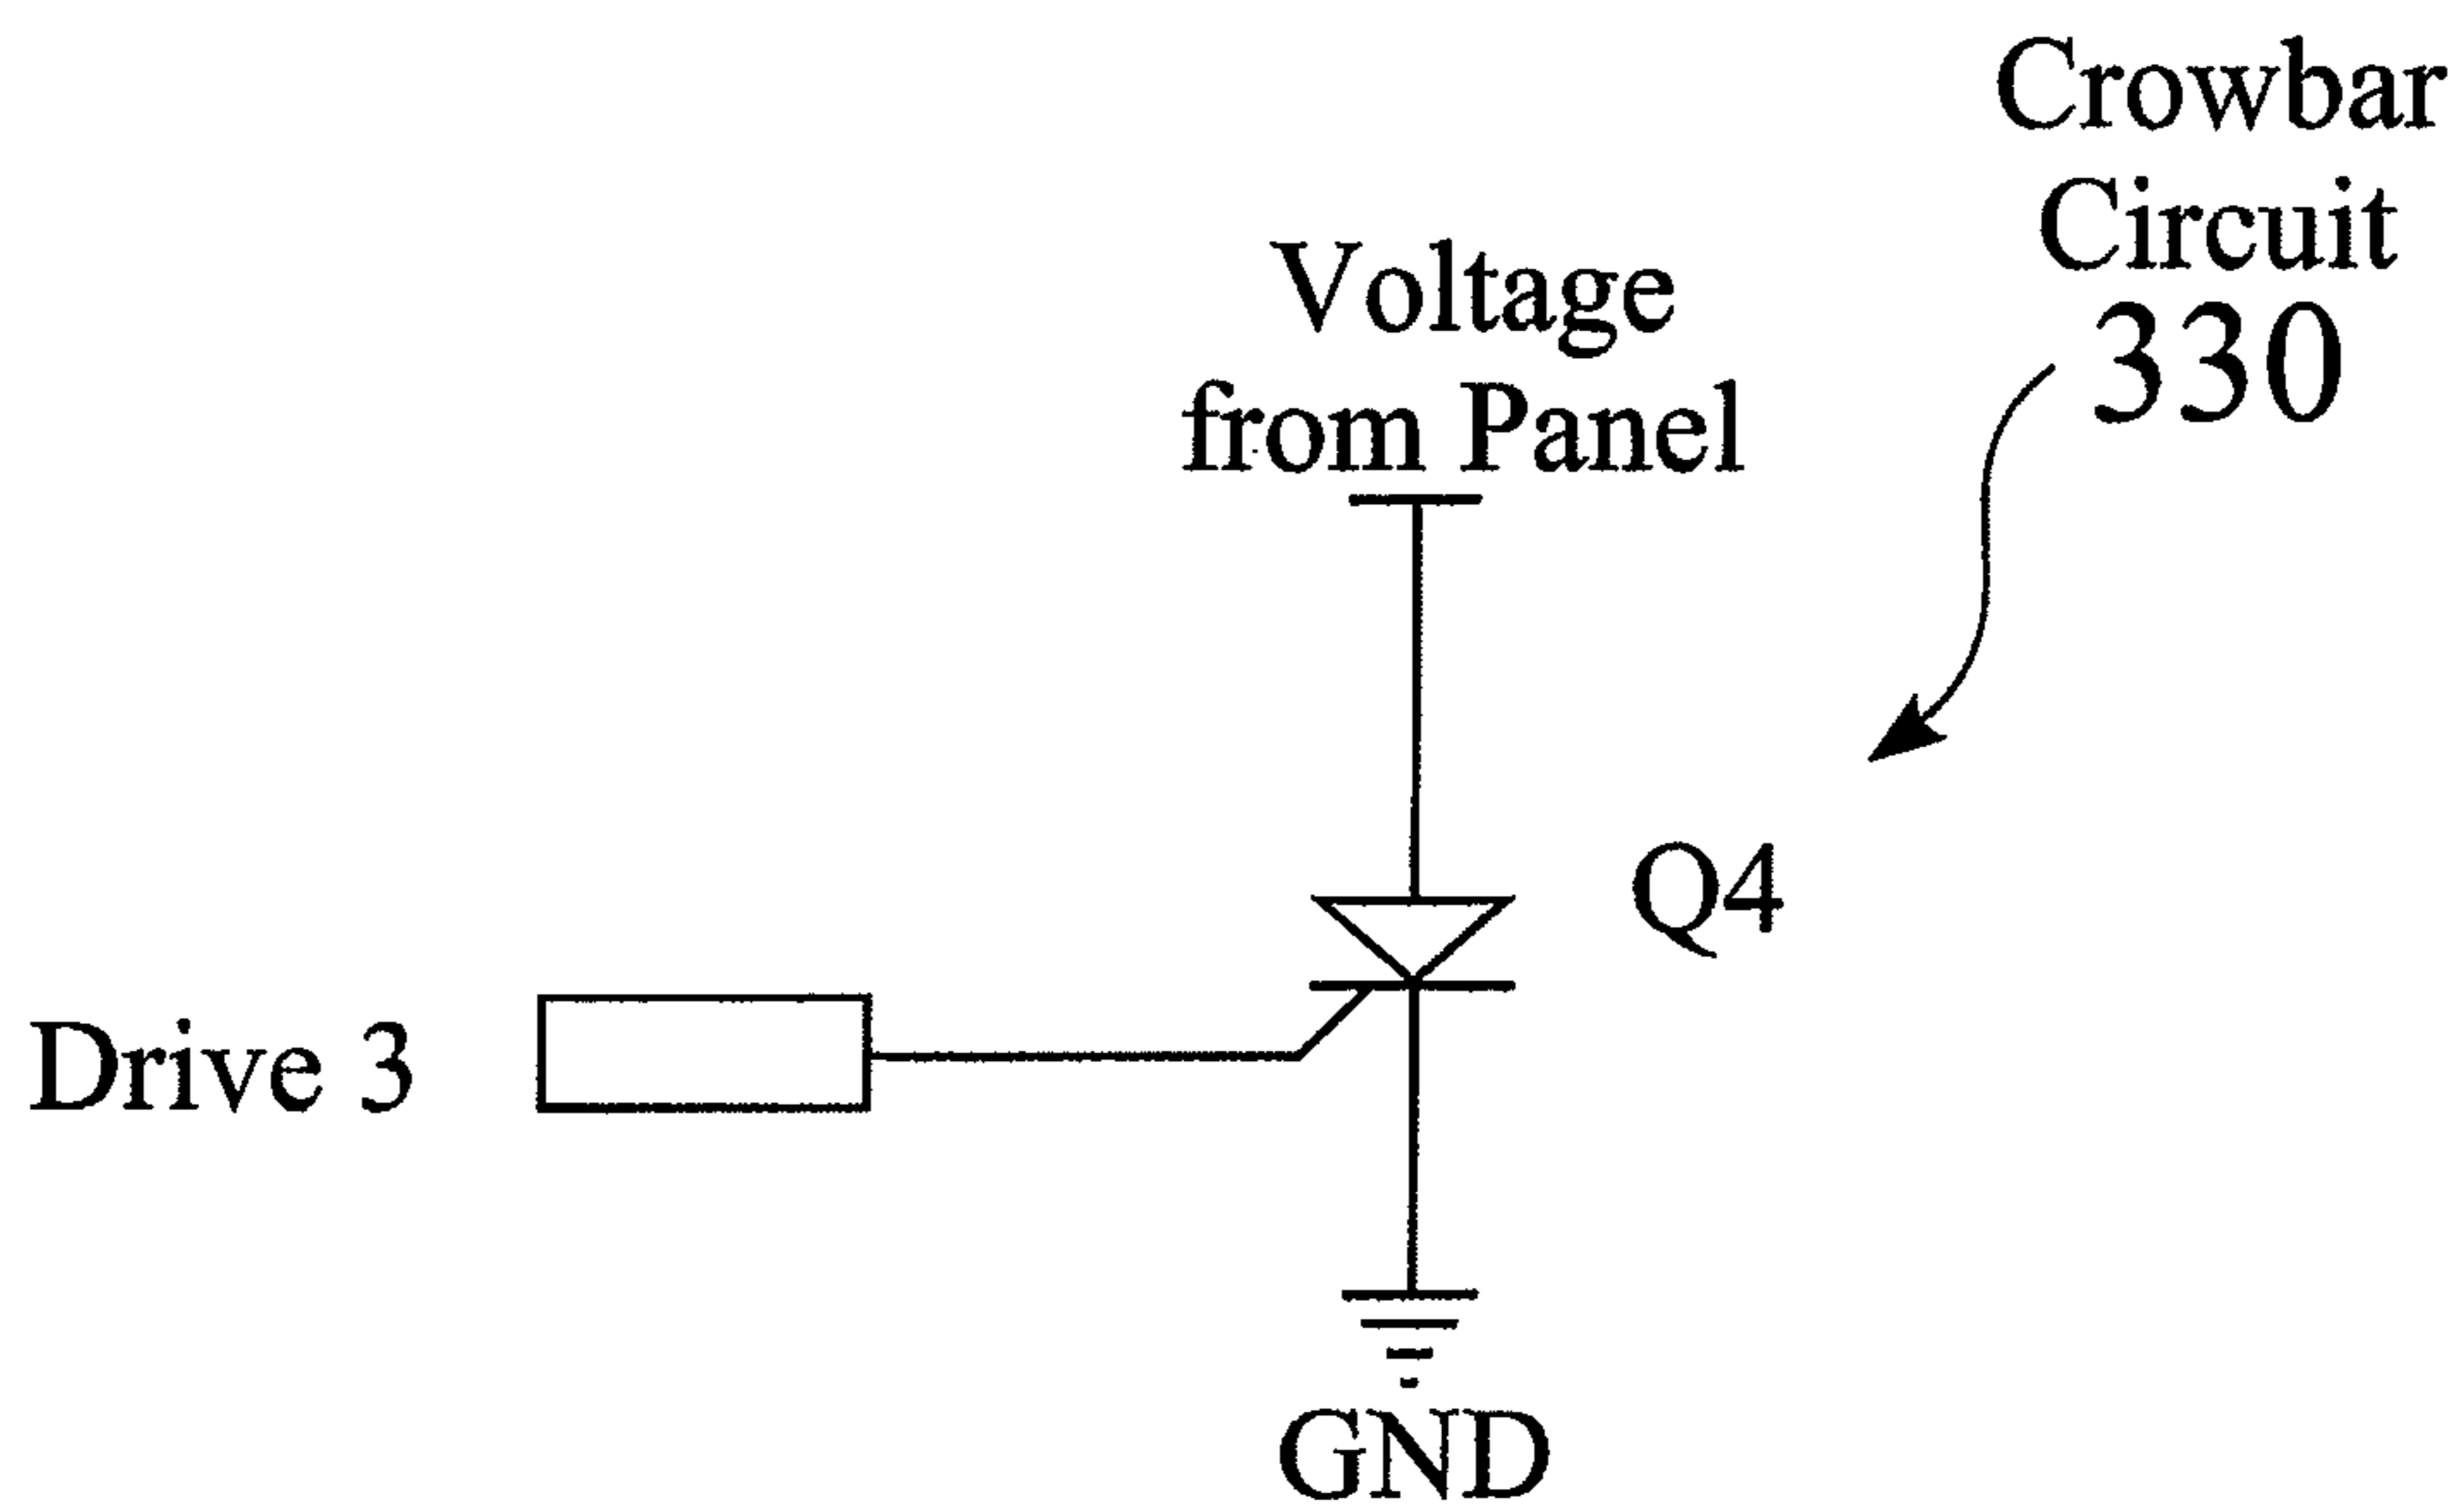 Crowbar
Circuit
330
Voltage
from Panel
Q4
Drive 3
GND